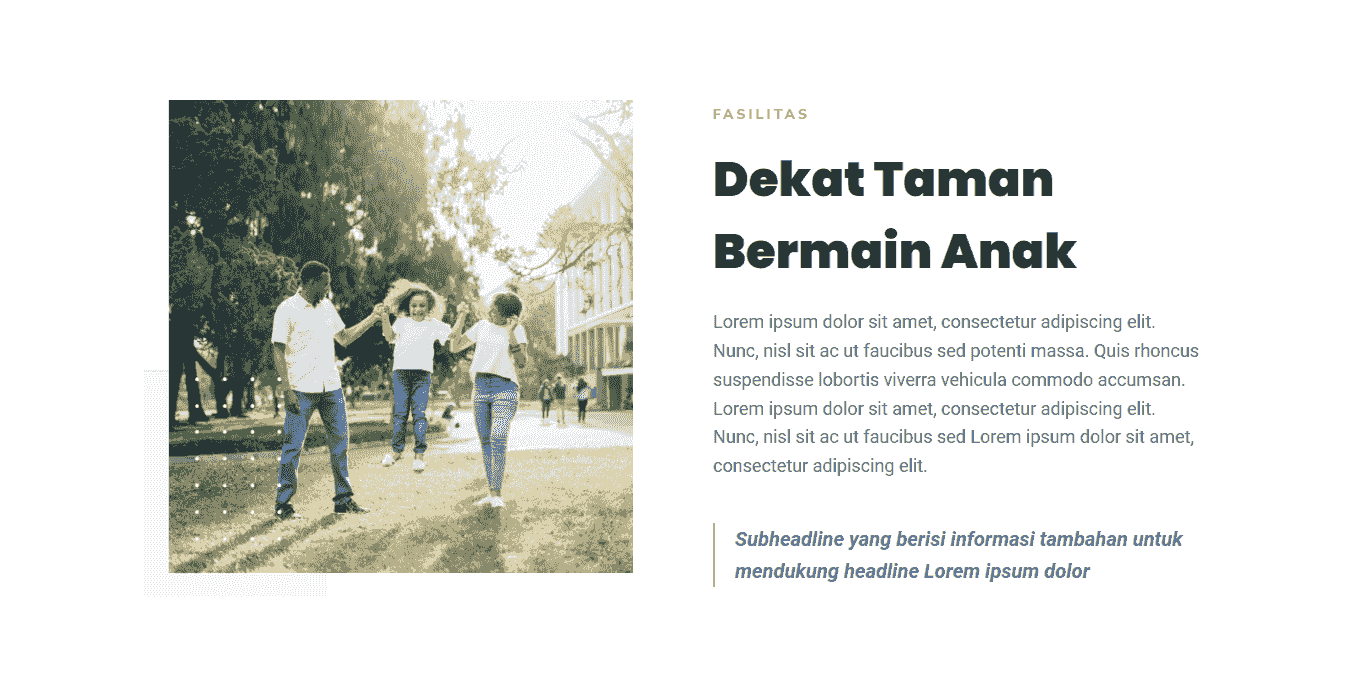 FASILITAS
Dekat Taman
Bermain Anak
Lorem ipsum dolor sit amet, consectetur adipiscing elit.
Nunc, nisl sit ac ut faucibus sed potenti massa. Quis rhoncus
suspendisse lobortis viverra vehicula commodo accumsan.
Lorem ipsum dolor sit amet, consectetur adipiscing elit.
Nunc, nisl sit ac ut faucibus sed Lorem ipsum dolor sit amet,
consectetur adipiscing elit.
Subheadline yang berisi informasi tambahan untuk
mendukung headline Lorem ipsum dolor